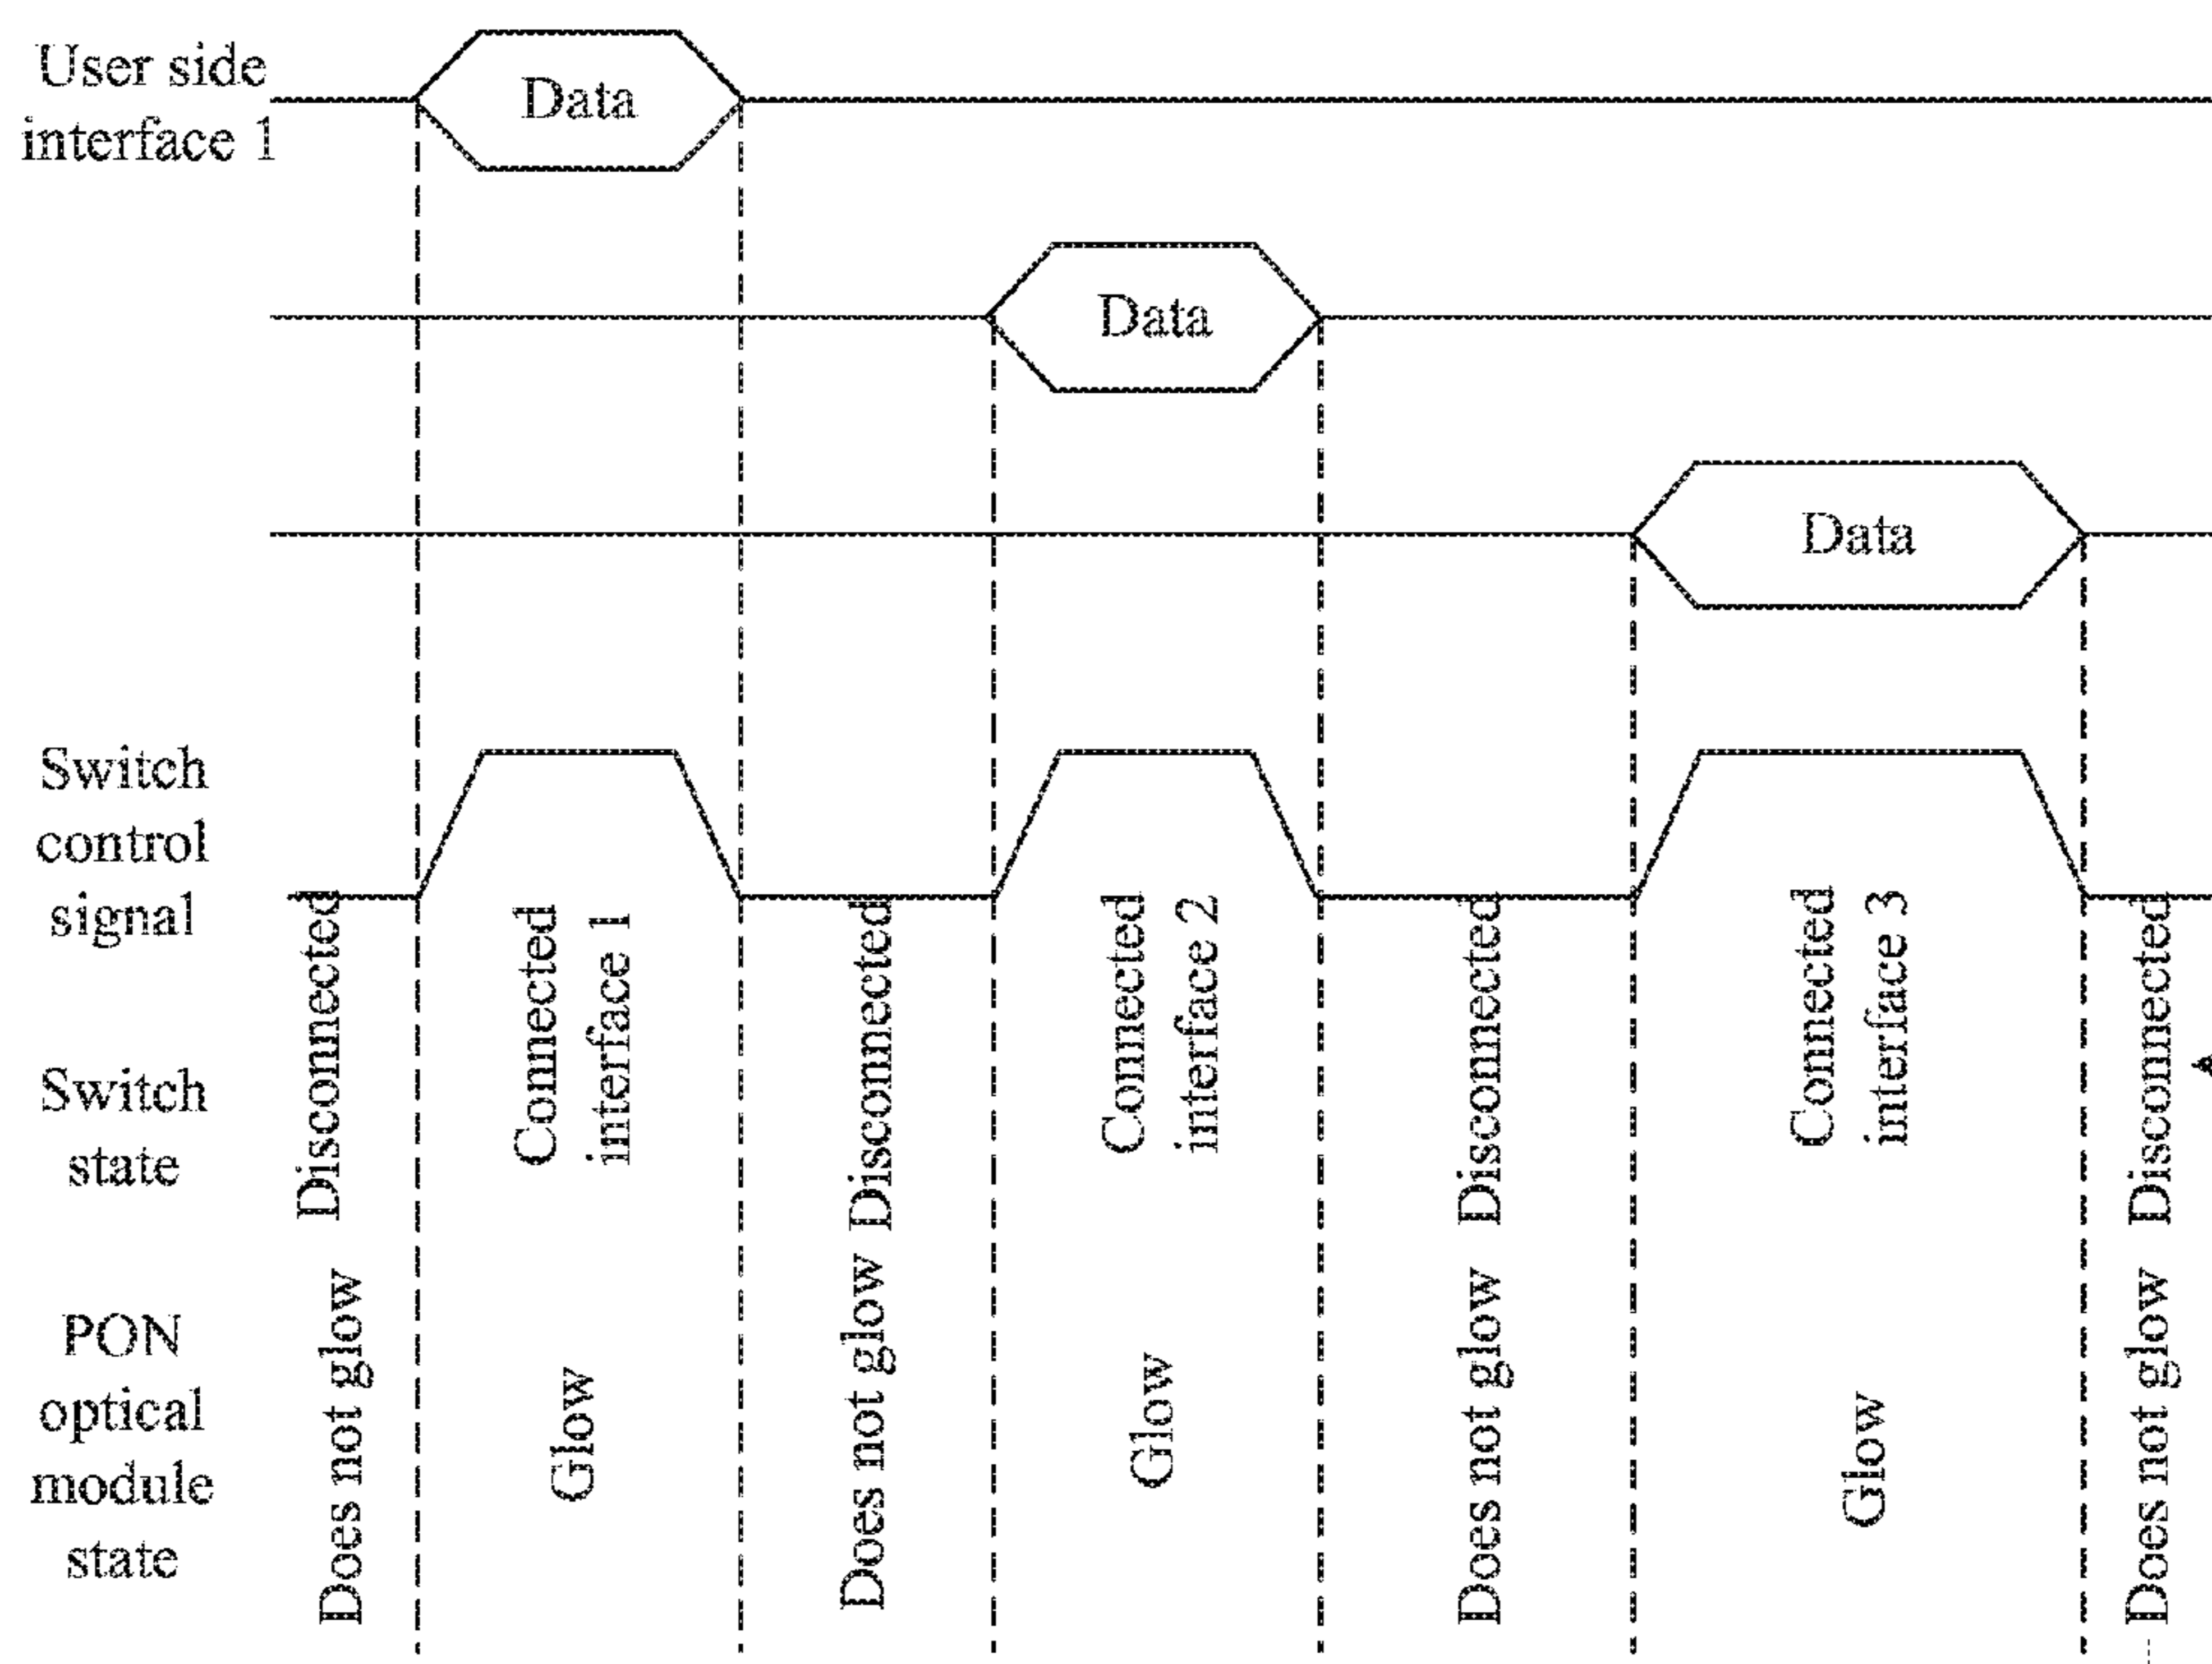 User side
interface 1
Data
Data
Data
Switch
control
signal
Switch
state
Disconnected
Connected
interface 1
Disconnected
Connected
interface 2
Disconnected
Connected
interface 3
Disconnected
PON
optical
module
state
Does not glow
Glow
Does not glow
Glow
Does not glow
Glow
Does not glow